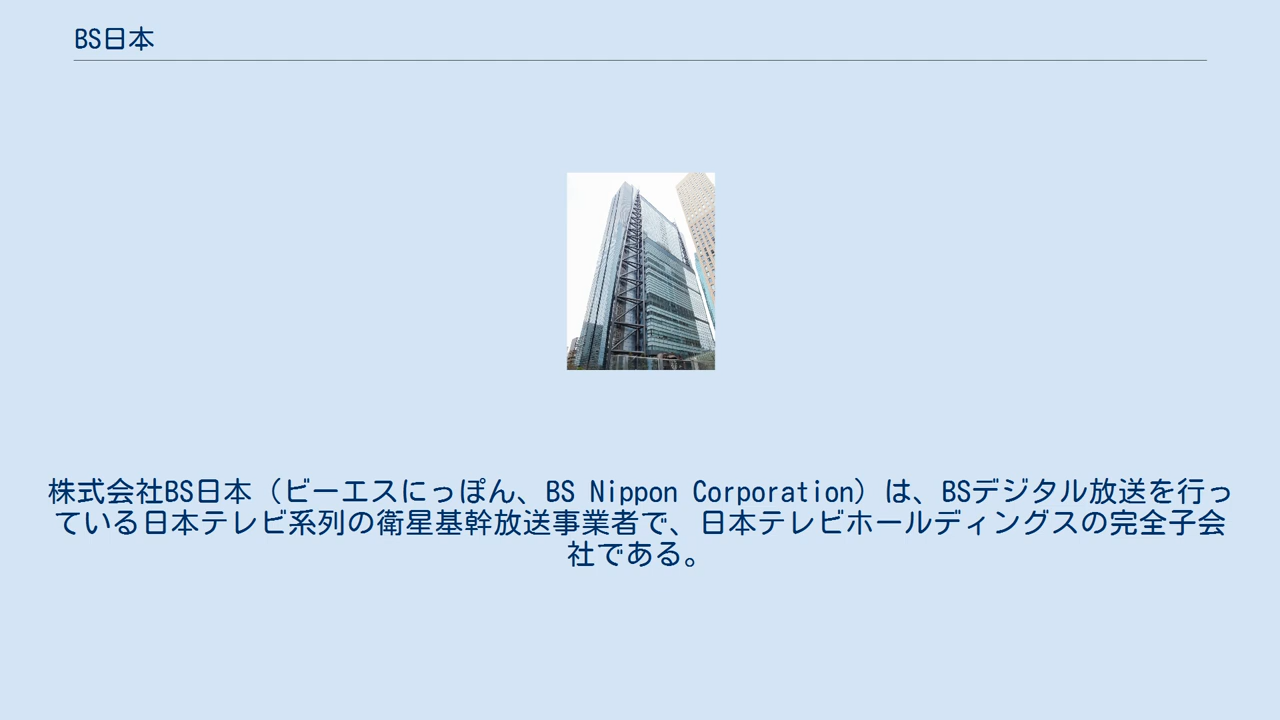 BS日本
株式会社BS日本（ビーエスにっぽん、BS Nippon Corporation）は、BSデジタル放送を行っ
ている日本テレビ系列の衛星基幹放送事業者で、日本テレビホールディングスの完全子会
社である。